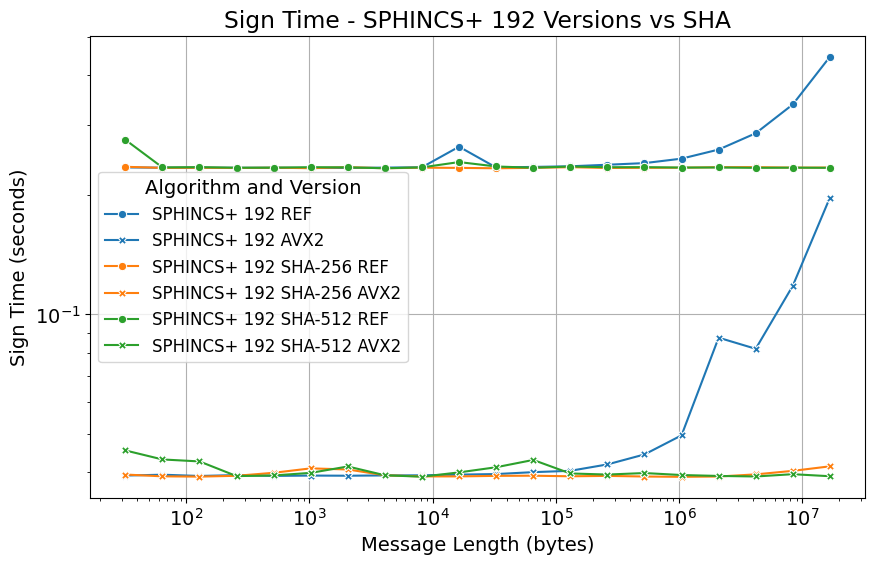 Sign Time - SPHINCS+ 192 Versions vs SHA
Sign Time (seconds)
10⁻¹
Algorithm and Version
SPHINCS+ 192 REF
SPHINCS+ 192 AVX2
SPHINCS+ 192 SHA-256 REF
SPHINCS+ 192 SHA-256 AVX2
SPHINCS+ 192 SHA-512 REF
SPHINCS+ 192 SHA-512 AVX2
10² 10³ 10⁴ 10⁵ 10⁶ 10⁷
Message Length (bytes)